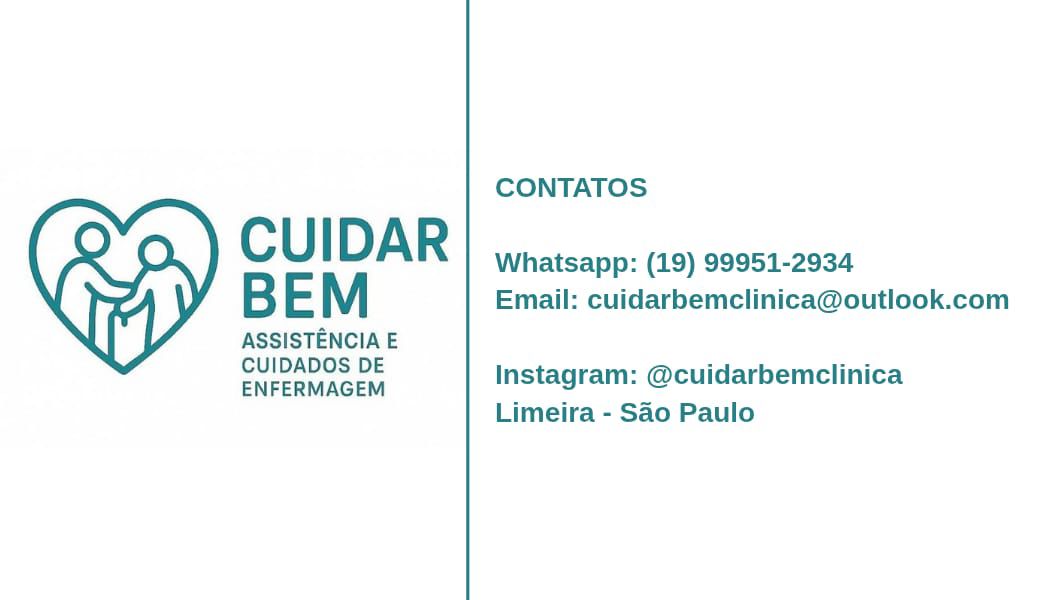 CUIDAR
BEM
ASSISTÊNCIA E
CUIDADOS DE
ENFERMAGEM
CONTATOS
Whatsapp: (19) 99951-2934
Email: cuidarbemclinica@outlook.com
Instagram: @cuidarbemclinica
Limeira - São Paulo